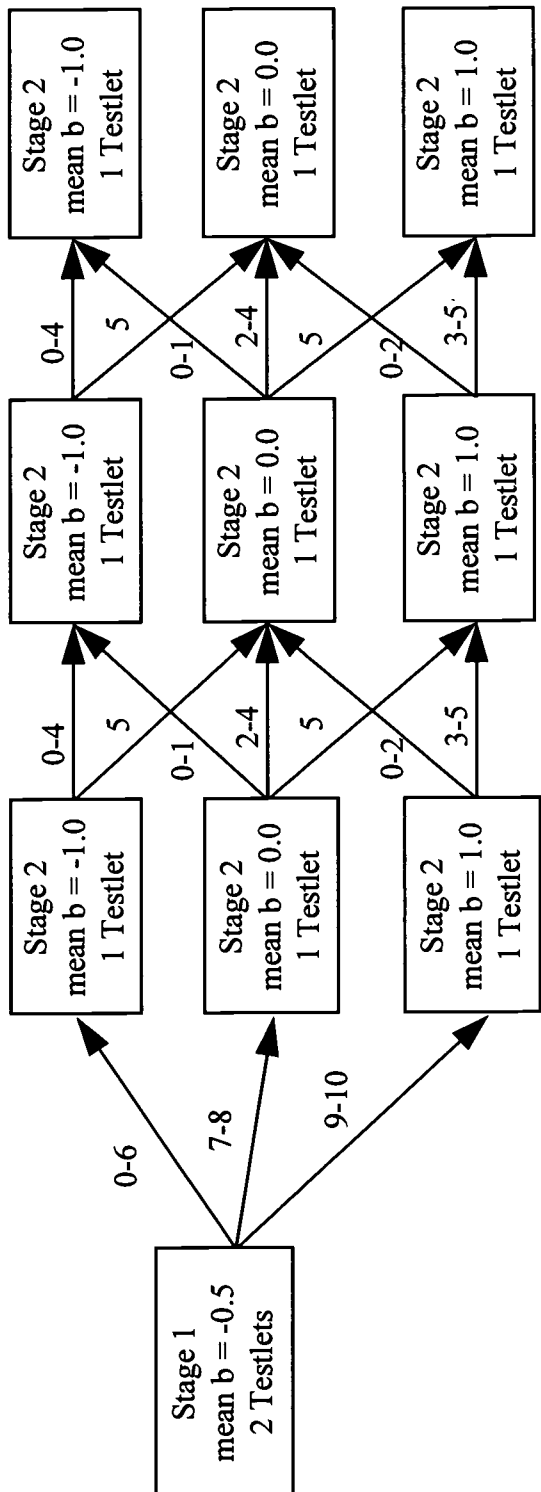 Stage 1
mean b = -0.5
2 Testlets
0-6
7-8
9-10
Stage 2
mean b = -1.0
1 Testlet
Stage 2
mean b = 0.0
1 Testlet
Stage 2
mean b = 1.0
1 Testlet
0-4
5
0-1
2-4
5
0-2
3-5
Stage 2
mean b = -1.0
1 Testlet
Stage 2
mean b = 0.0
1 Testlet
Stage 2
mean b = 1.0
1 Testlet
0-4
5
0-1
2-4
5
0-2
3-5
Stage 2
mean b = -1.0
1 Testlet
Stage 2
mean b = 0.0
1 Testlet
Stage 2
mean b = 1.0
1 Testlet